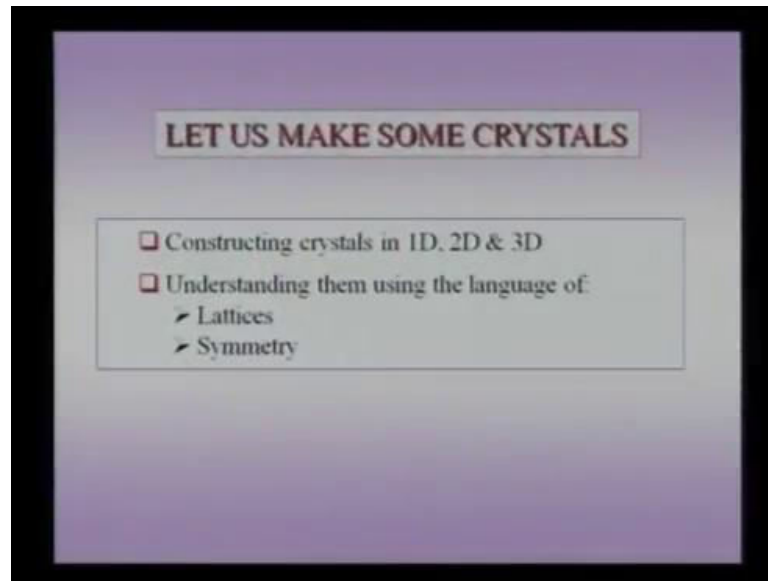 LET US MAKE SOME CRYSTALS
❑ Constructing crystals in 1D, 2D & 3D
❑ Understanding them using the language of:
➢ Lattices
➢ Symmetry